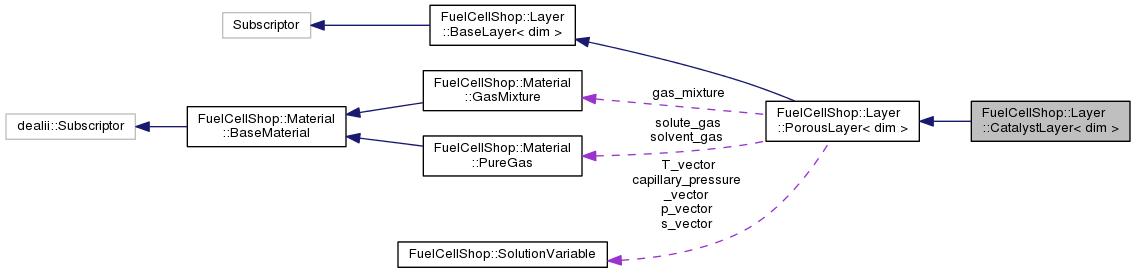 Subscriptor
FuelCellShop::Layer
::BaseLayer< dim >
FuelCellShop::Material
::GasMixture
gas_mixture
dealii::Subscriptor
FuelCellShop::Material
::BaseMaterial
FuelCellShop::Layer
::PorousLayer< dim >
FuelCellShop::Layer
::CatalystLayer< dim >
solute_gas
solvent_gas
FuelCellShop::Material
::PureGas
T_vector
capillary_pressure
_vector
p_vector
s_vector
FuelCellShop::SolutionVariable